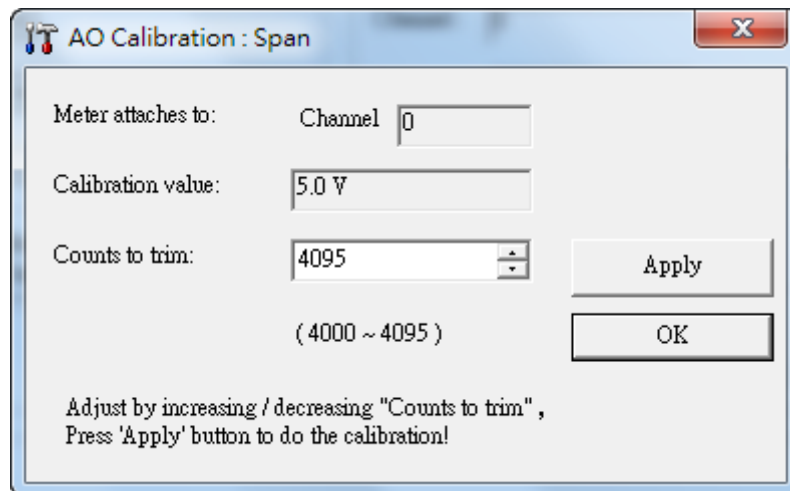 AO Calibration : Span
Meter attaches to: Channel 0
Calibration value: 5.0 V
Counts to trim: 4095
Apply
( 4000 ~ 4095 )
OK
Adjust by increasing / decreasing "Counts to trim" ,
Press 'Apply' button to do the calibration!